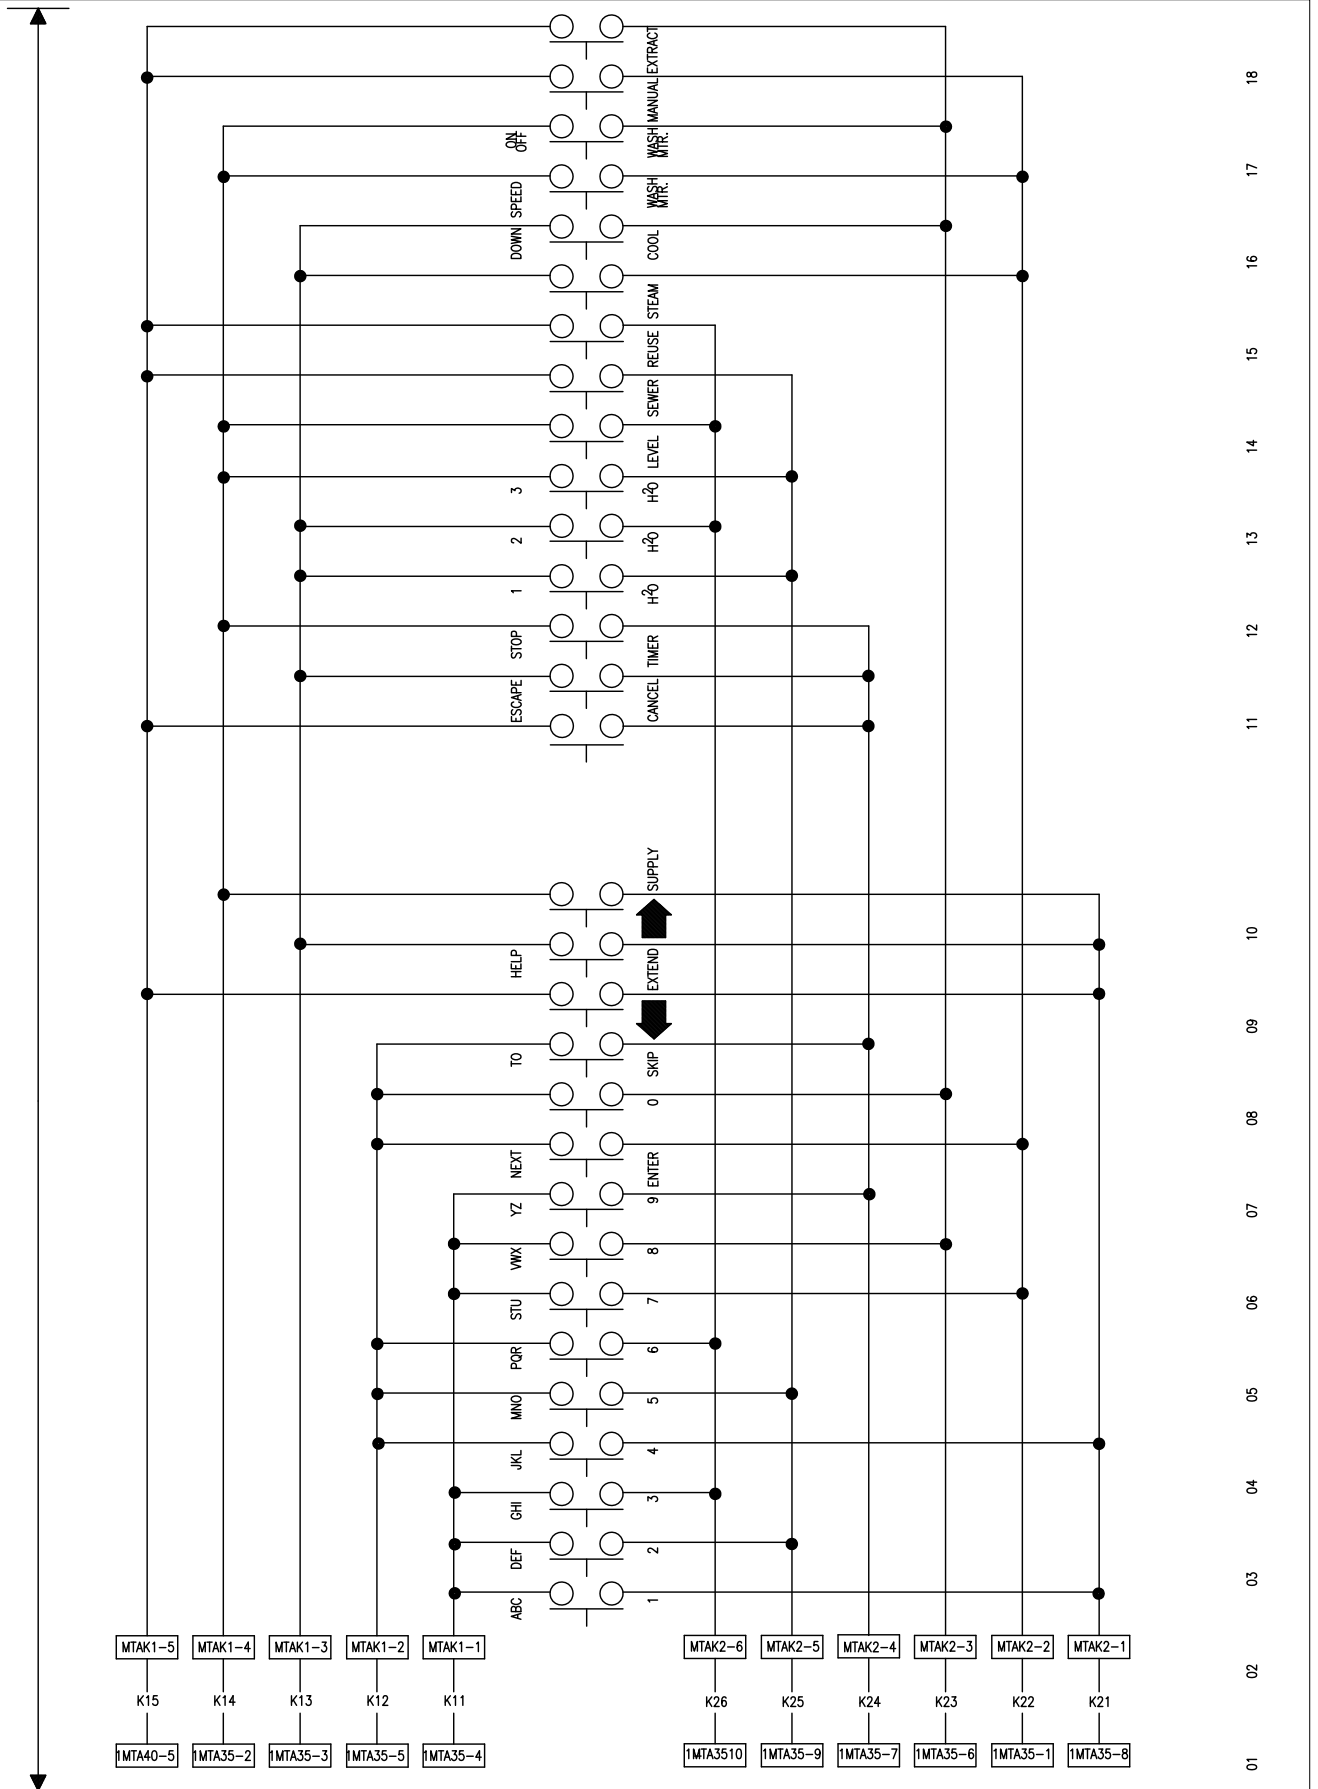 EXTRACT
MANUAL
18
ON
OFF
WASH
MTR.
17
SPEED
WASH
MTR.
DOWN
COOL
16
STEAM
REUSE
15
SEWER
LEVEL
14
3
H2O
2
H2O
13
1
H2O
STOP
TIMER
12
ESCAPE
CANCEL
11
SUPPLY
HELP
EXTEND
10
TO
SKIP
09
0
08
NEXT
ENTER
YZ
9
07
VWX
8
STU
7
06
PQR
6
MNO
5
05
JKL
4
GHI
3
04
DEF
2
03
ABC
1
MTAK1-5 MTAK1-4 MTAK1-3 MTAK1-2 MTAK1-1 MTAK2-6 MTAK2-5 MTAK2-4 MTAK2-3 MTAK2-2 MTAK2-1
02
K15 K14 K13 K12 K11 K26 K25 K24 K23 K22 K21
1MTA40-5 1MTA35-2 1MTA35-3 1MTA35-5 1MTA35-4 1MTA3510 1MTA35-9 1MTA35-7 1MTA35-6 1MTA35-1 1MTA35-8
01